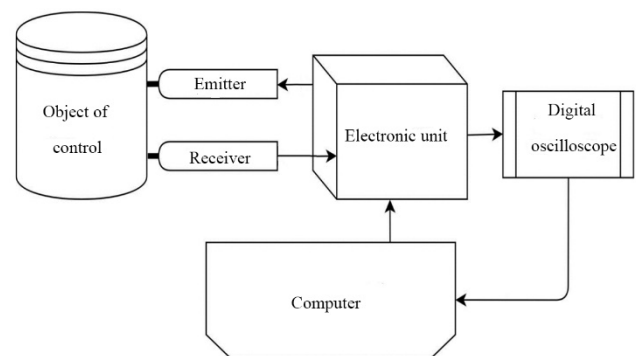 Object of
control
Emitter
Receiver
Electronic unit
Digital
oscilloscope
Computer